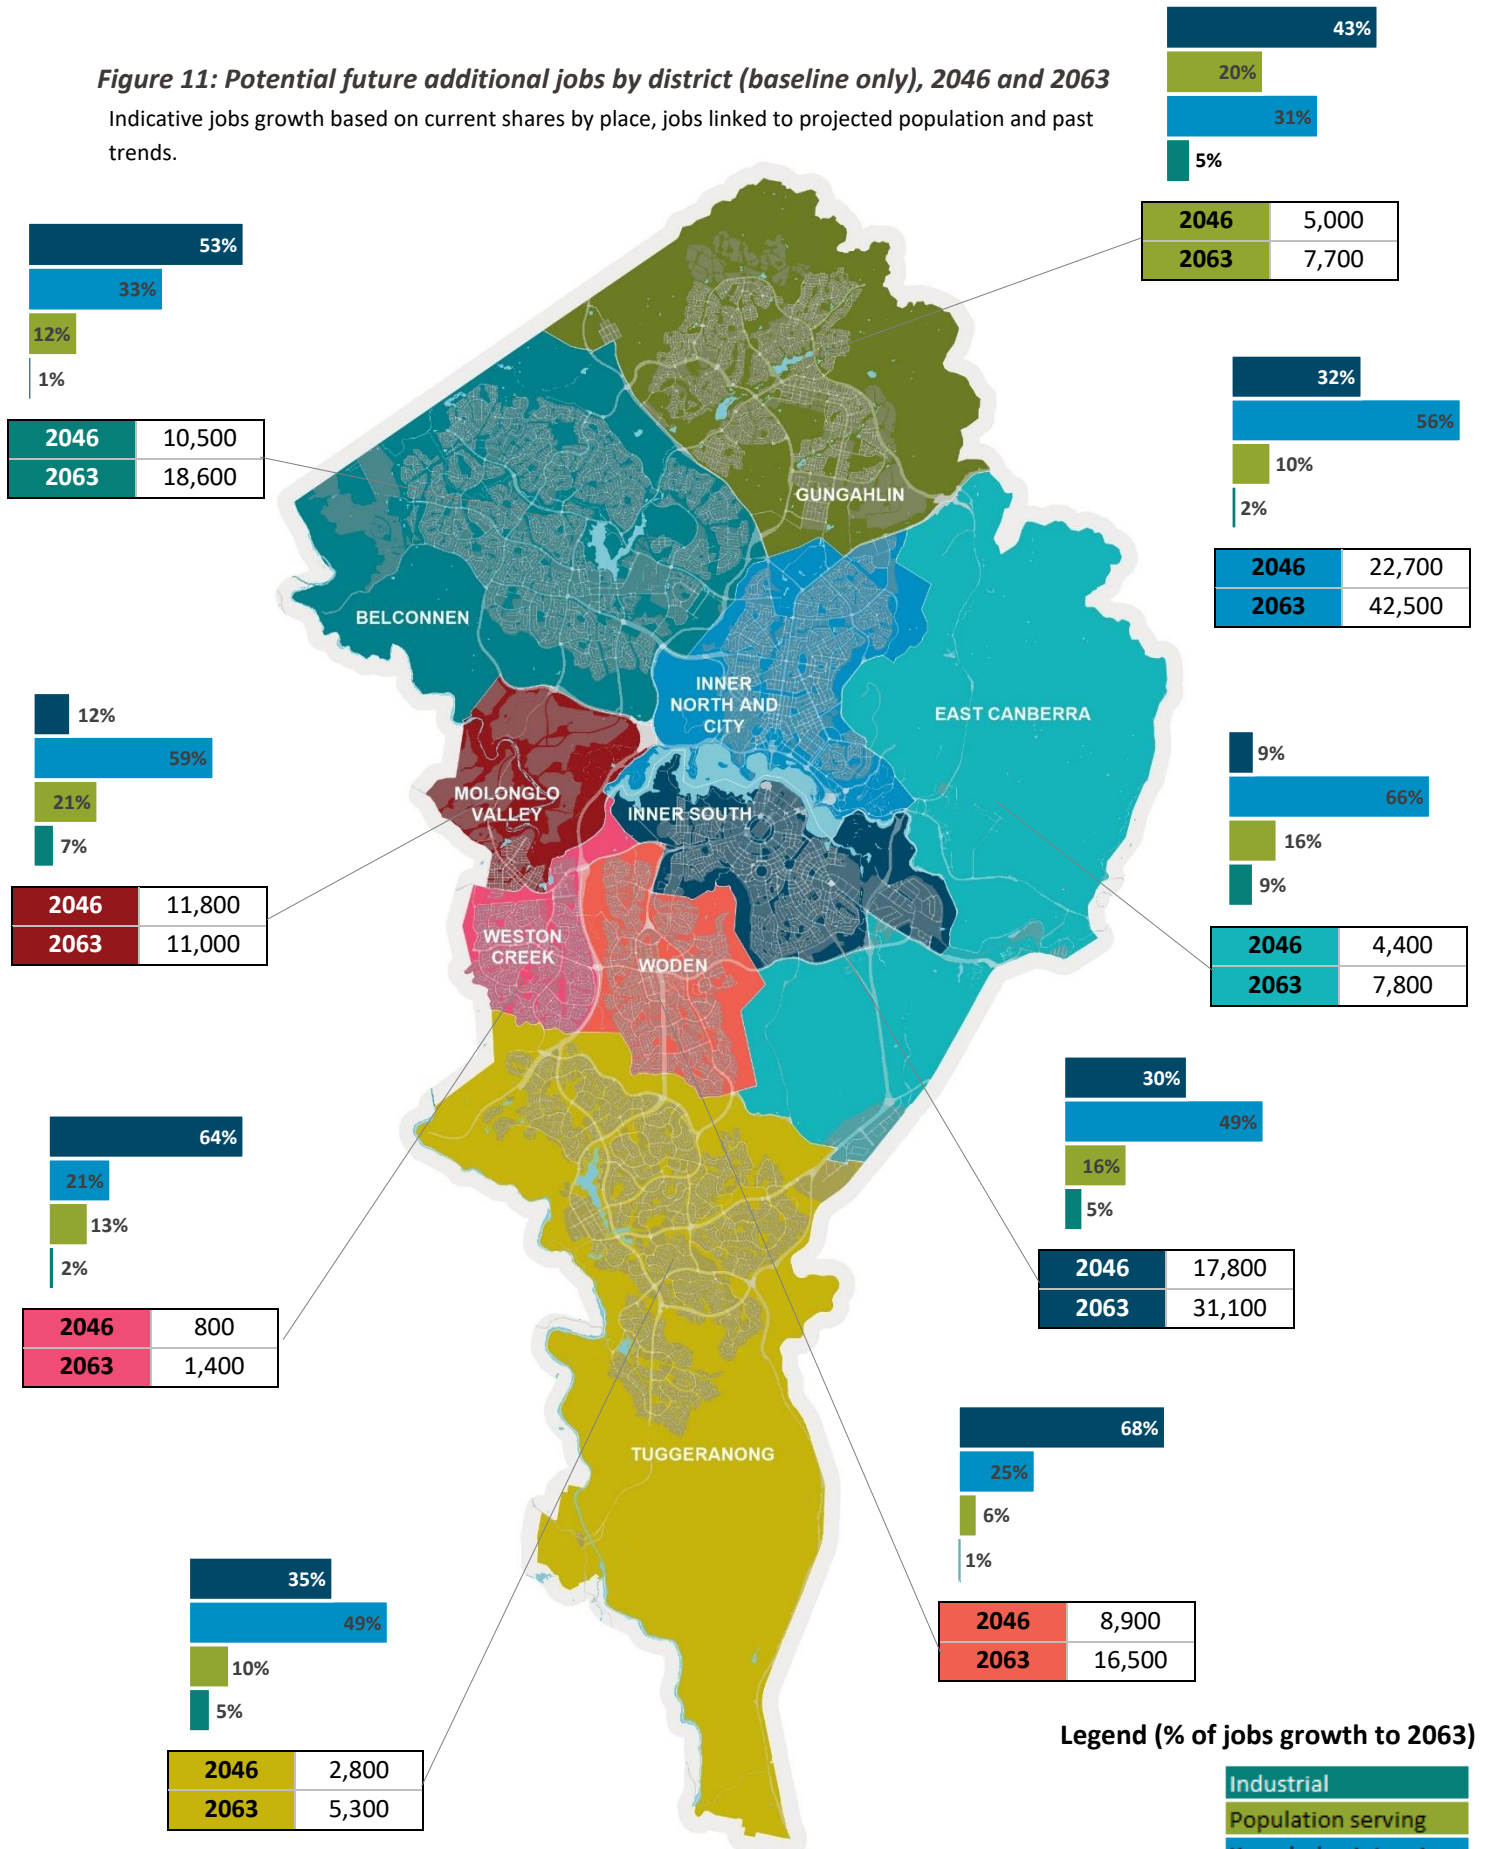 Figure 11: Potential future additional jobs by district (baseline only), 2046 and 2063
Indicative jobs growth based on current shares by place, jobs linked to projected population and past
trends.
43%
20%
31%
5%
2046 5,000
2063 7,700
53%
33%
12%
1%
2046 10,500
2063 18,600
32%
56%
10%
2%
2046 22,700
2063 42,500
GUNGAHLIN
BELCONNEN
INNER
NORTH AND
CITY
EAST CANBERRA
12%
59%
21%
7%
2046 11,800
2063 11,000
MOLONGLO
VALLEY
INNER SOUTH
9%
66%
16%
9%
2046 4,400
2063 7,800
WESTON
CREEK
WODEN
30%
49%
16%
5%
2046 17,800
2063 31,100
64%
21%
13%
2%
2046 800
2063 1,400
TUGGERANONG
68%
25%
6%
1%
2046 8,900
2063 16,500
35%
49%
10%
5%
2046 2,800
2063 5,300
Legend (% of jobs growth to 2063)
Industrial
Population serving